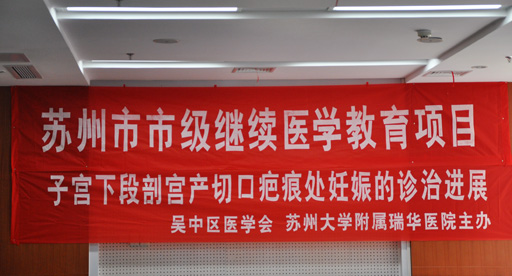 苏州市市级继续医学教育项目
子宫下段剖宫产切口疤痕处妊娠的诊治进展
吴中区医学会 苏州大学附属瑞华医院主办